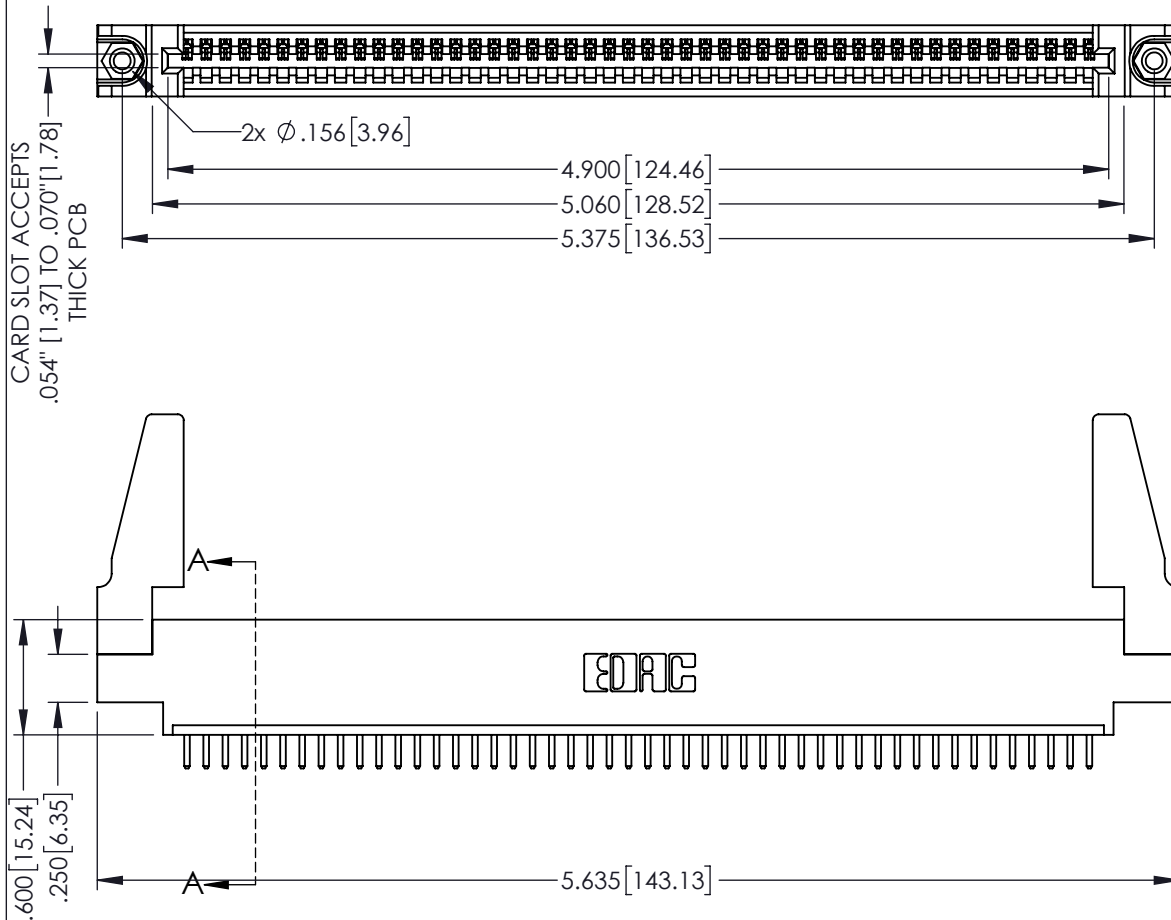 2x Ø.156[3.96]
4.900[124.46]
5.060[128.52]
5.375[136.53]
CARD SLOT ACCEPTS
.054" [1.37] TO .070"[1.78]
THICK PCB
A
EDAC
.600[15.24]
.250[6.35]
A
5.635[143.13]